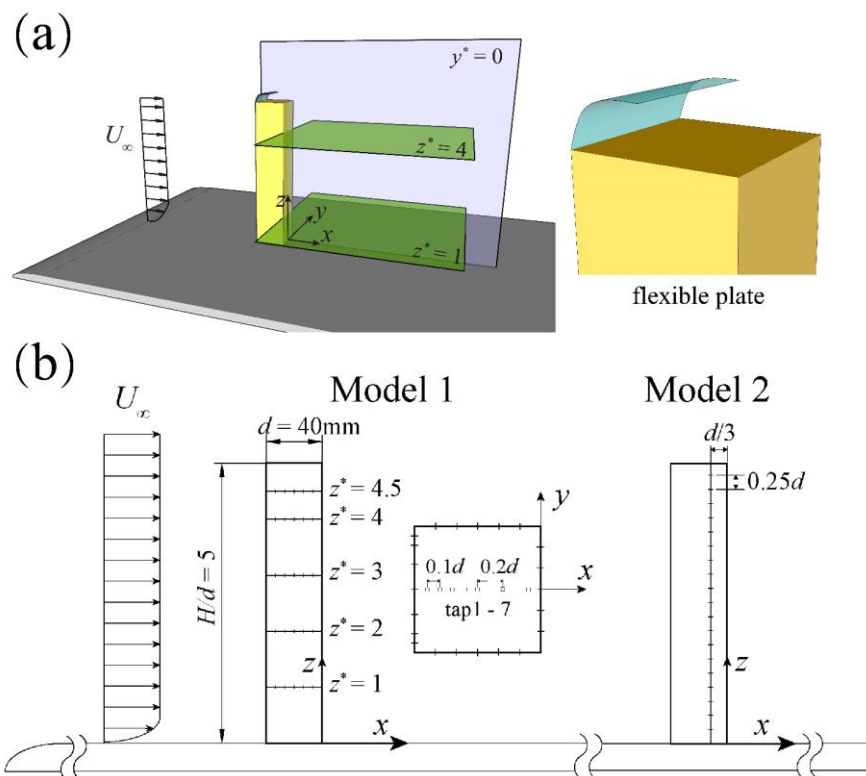 (a)
y* = 0
U∞
z* = 4
z
y
x
z* = 1
flexible plate
(b)
U∞
Model 1
Model 2
d = 40mm
d/3
z* = 4.5
0.25d
z* = 4
y
H/d = 5
z* = 3
0.1d
0.2d
x
tap1 - 7
z* = 2
z
z
z* = 1
x
x